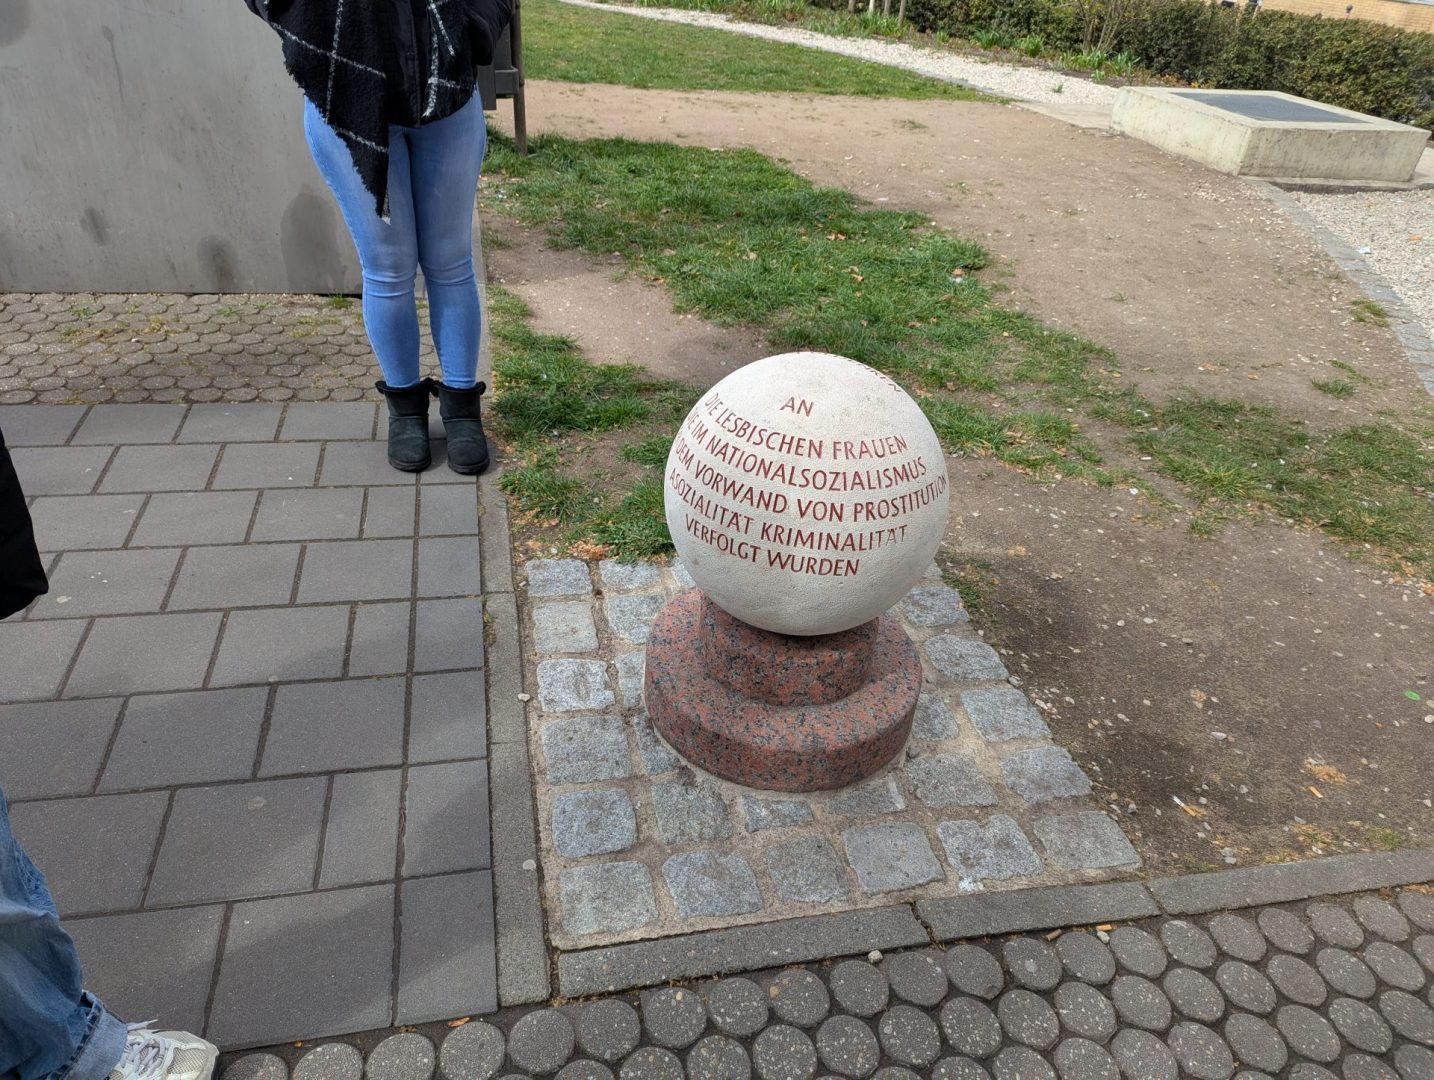 AN
DIE LESBISCHEN FRAUEN
IM NATIONALSOZIALISMUS
DEM VORWAND VON PROSTITUTION
ASOZIALITÄT KRIMINALITÄT
VERFOLGT WURDEN